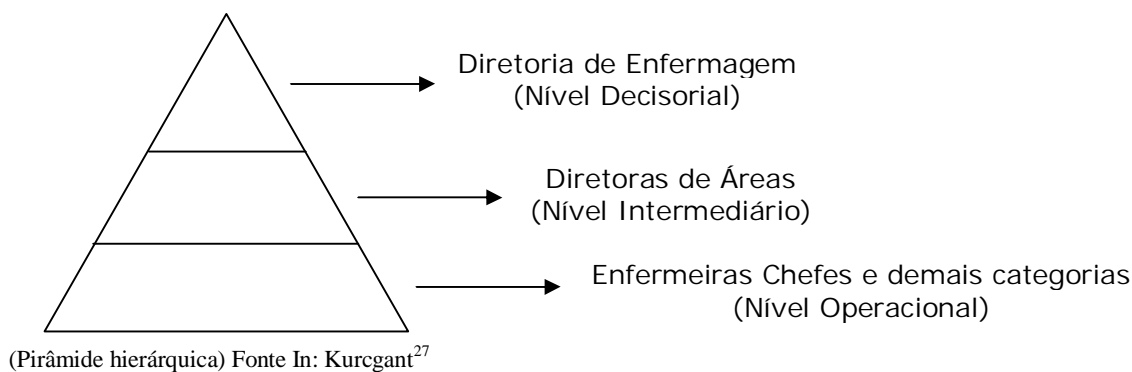 Diretoria de Enfermagem
(Nível Decisorial)
Diretoras de Áreas
(Nível Intermediário)
Enfermeiras Chefes e demais categorias
(Nível Operacional)
(Pirâmide hierárquica) Fonte In: Kurcgant27